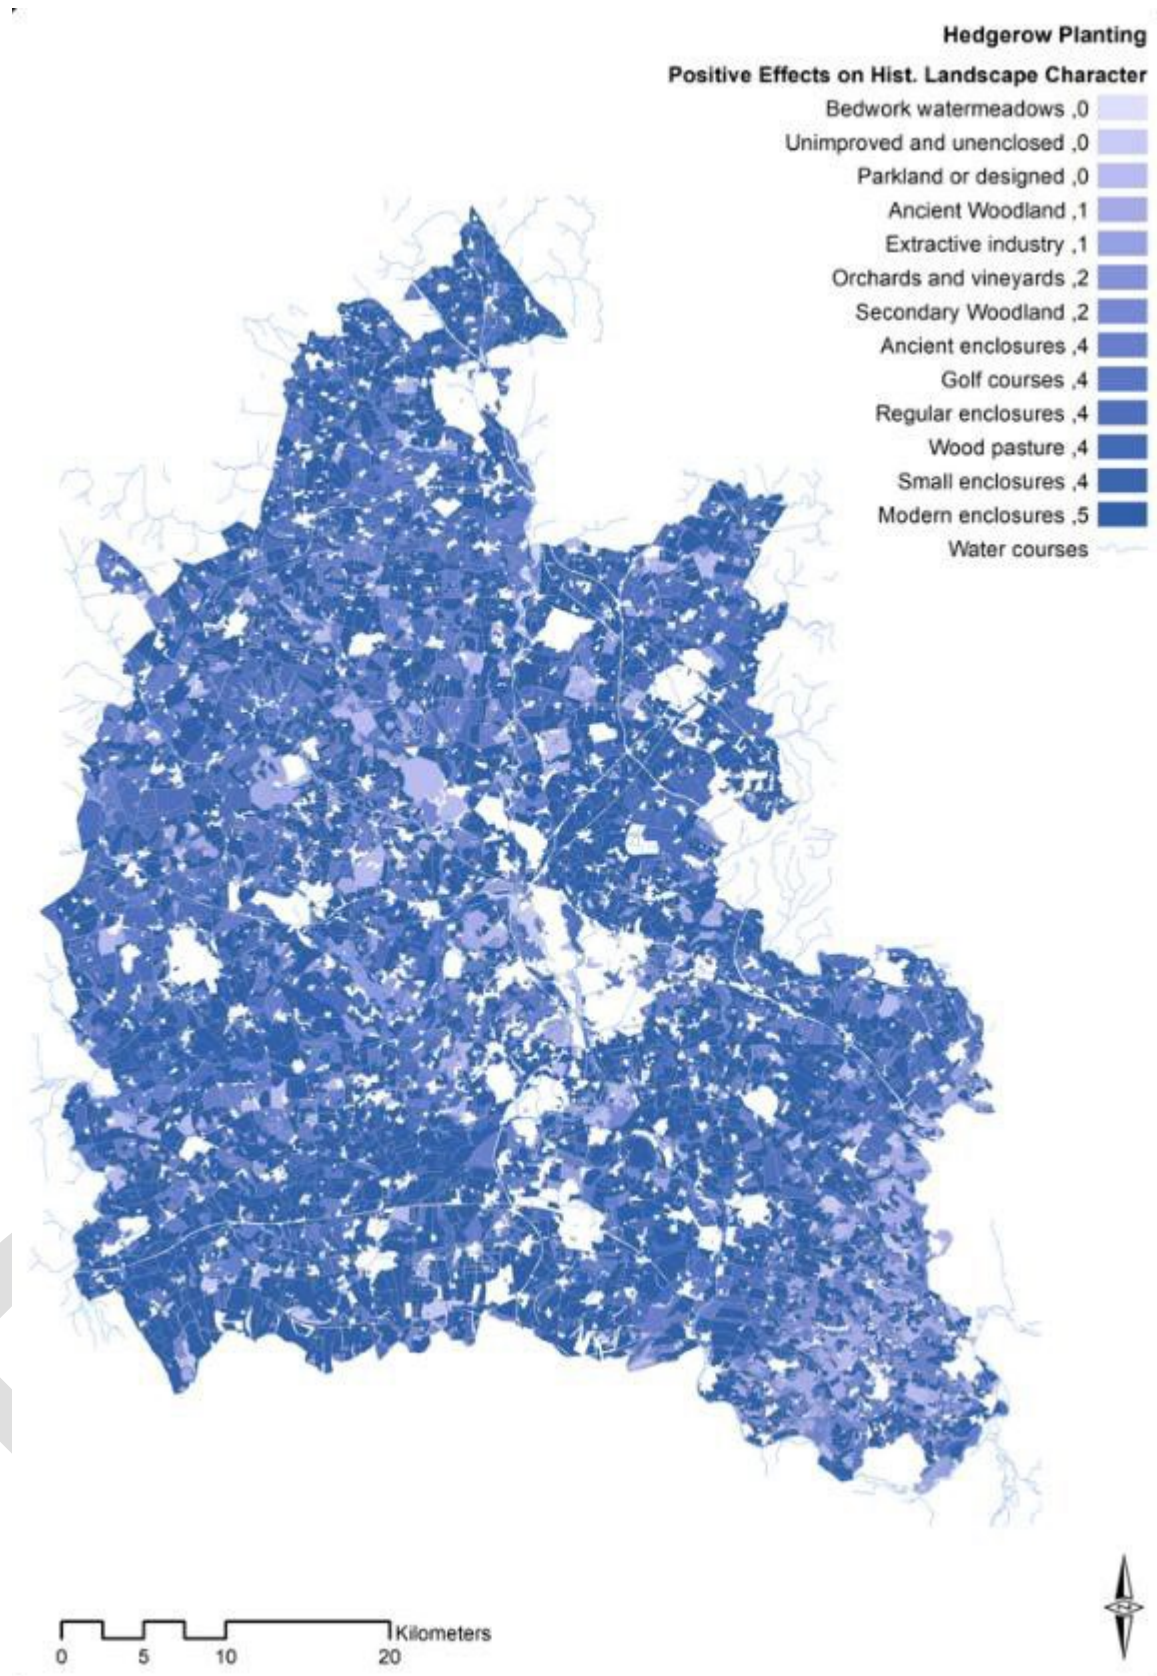 Hedgerow Planting
Positive Effects on Hist. Landscape Character
Bedwork watermeadows ,0
Unimproved and unenclosed ,0
Parkland or designed ,0
Ancient Woodland ,1
Extractive industry ,1
Orchards and vineyards ,2
Secondary Woodland ,2
Ancient enclosures ,4
Golf courses ,4
Regular enclosures ,4
Wood pasture ,4
Small enclosures ,4
Modern enclosures ,5
Water courses
Kilometers
0 5 10 20
N